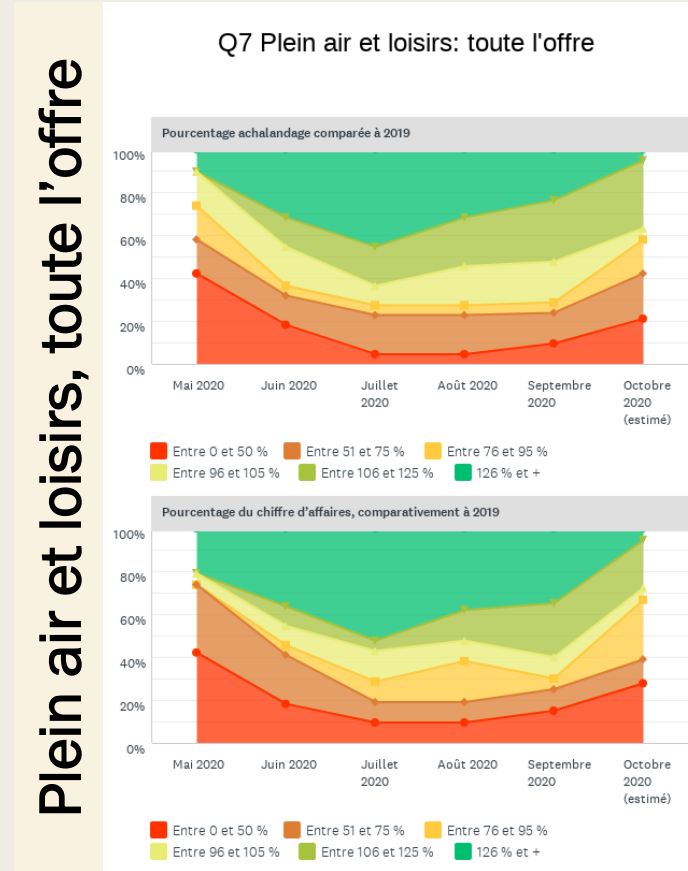 Plein air et loisirs, toute l'offre
Q7 Plein air et loisirs: toute l'offre
Pourcentage achalandage comparée à 2019
100%
80%
60%
40%
20%
0%
Mai 2020 Juin 2020 Juillet Août 2020 Septembre Octobre
2020 2020 2020
(estimé)
Entre 0 et 50 % Entre 51 et 75 % Entre 76 et 95 %
Entre 96 et 105 % Entre 106 et 125 % 126 % et +
Pourcentage du chiffre d'affaires, comparativement à 2019
100%
80%
60%
40%
20%
0%
Mai 2020 Juin 2020 Juillet Août 2020 Septembre Octobre
2020 2020 2020
(estimé)
Entre 0 et 50 % Entre 51 et 75 % Entre 76 et 95 %
Entre 96 et 105 % Entre 106 et 125 % 126 % et +